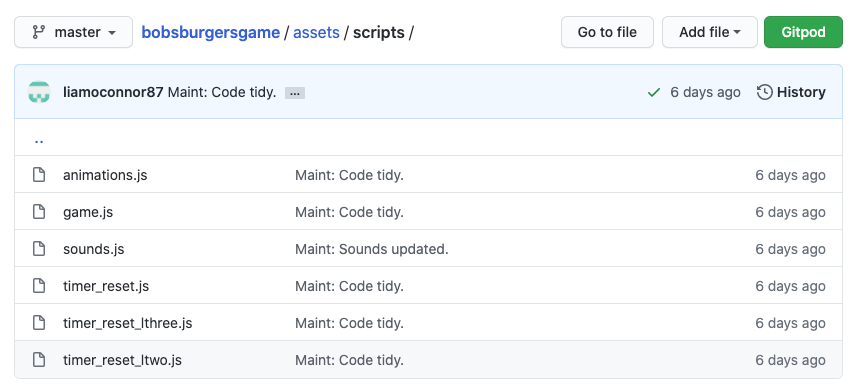 master bobsburgersgame / assets / scripts / Go to file Add file Gitpod
liamoconnor87 Maint: Code tidy. ... 6 days ago History
..
animations.js Maint: Code tidy. 6 days ago
game.js Maint: Code tidy. 6 days ago
sounds.js Maint: Sounds updated. 6 days ago
timer_reset.js Maint: Code tidy. 6 days ago
timer_reset_lthree.js Maint: Code tidy. 6 days ago
timer_reset_ltwo.js Maint: Code tidy. 6 days ago